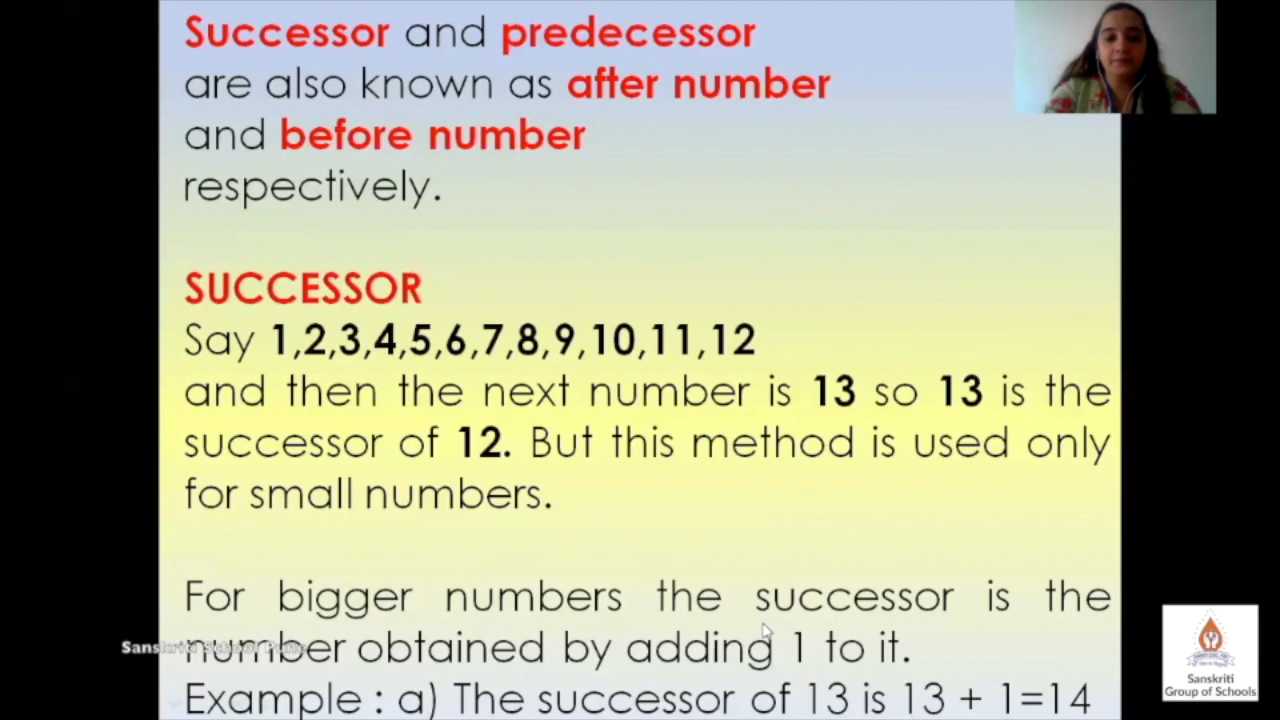 Successor and predecessor
are also known as after number
and before number
respectively.
SUCCESSOR
Say 1,2,3,4,5,6,7,8,9,10,11,12
and then the next number is 13 so 13 is the
successor of 12. But this method is used only
for small numbers.
For bigger numbers the successor is the
number obtained by adding 1 to it.
Example : a) The successor of 13 is 13 + 1=14
Sanskriti School Pune
Sanskriti
Group of Schools